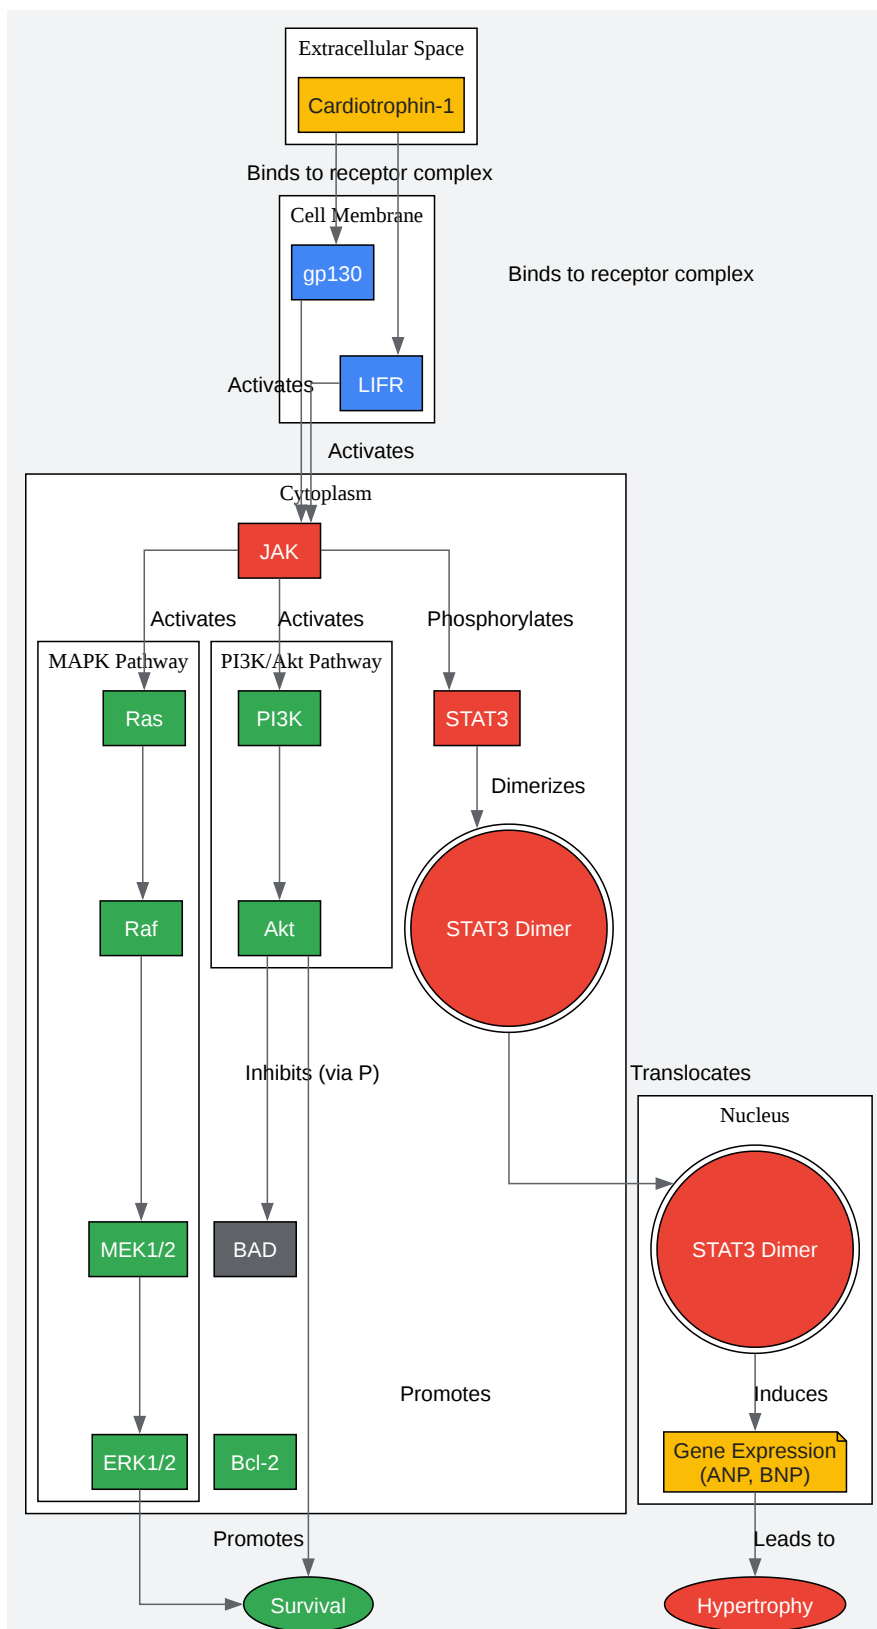 Extracellular Space
Cardiotrophin-1
Binds to receptor complex
Cell Membrane
gp130
Binds to receptor complex
LIFR
Activates
Activates
Cytoplasm
JAK
Activates
Activates
Phosphorylates
MAPK Pathway
PI3K/Akt Pathway
Ras
PI3K
STAT3
Dimerizes
Raf
Akt
STAT3 Dimer
Inhibits (via P)
Translocates
Nucleus
MEK1/2
BAD
STAT3 Dimer
Promotes
Induces
ERK1/2
Bcl-2
Gene Expression
(ANP, BNP)
Promotes
Leads to
Survival
Hypertrophy